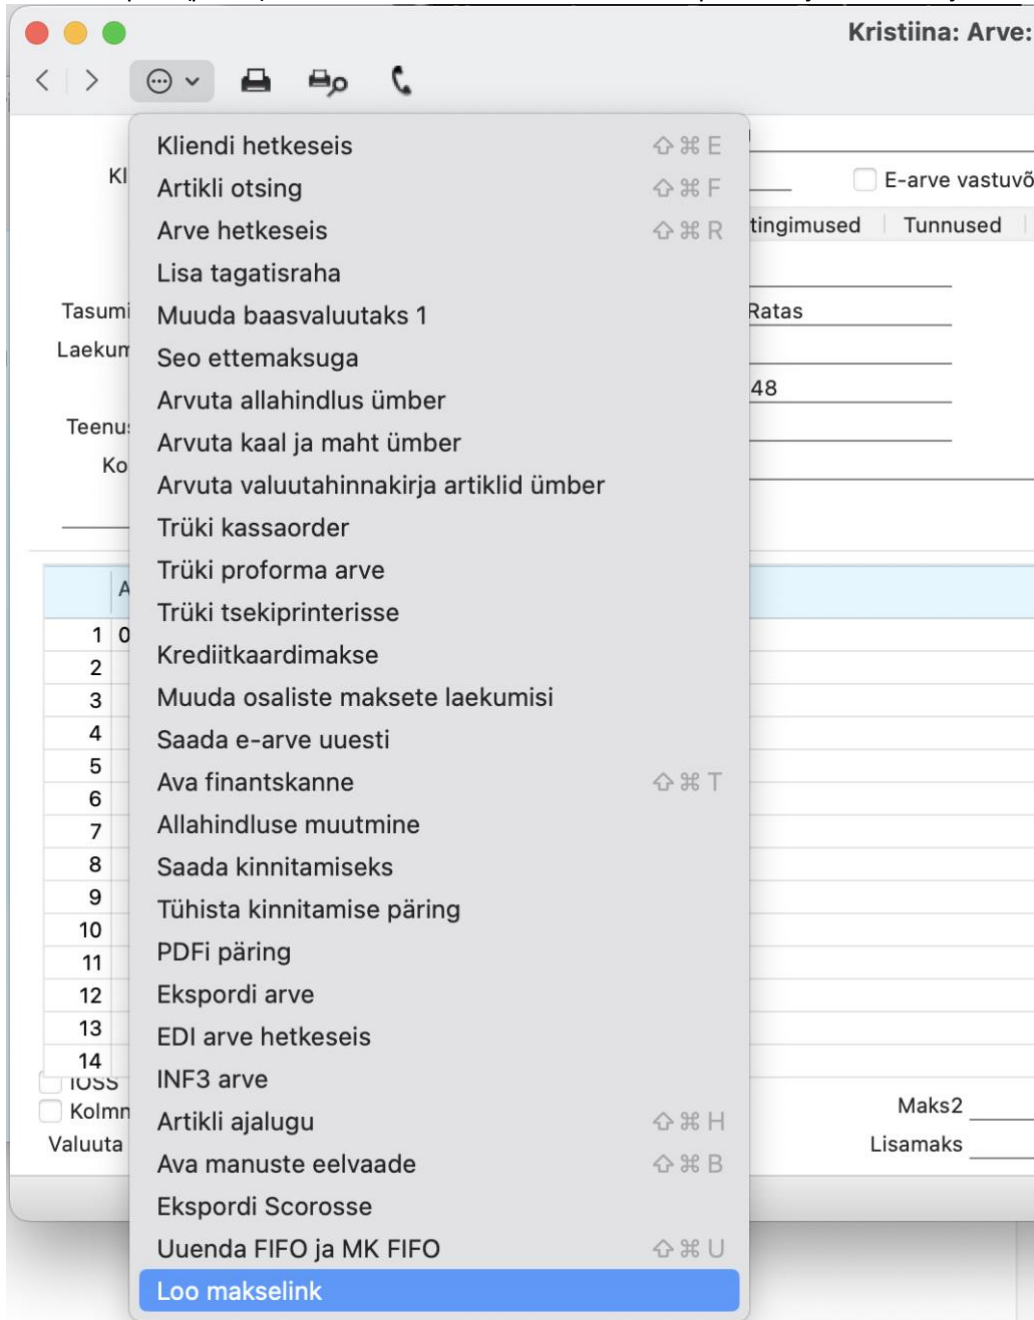 Kristiina: Arve:
Kliendi hetkeseis ⇧⌘E
Kl
E-arve vastuvõ
Artikli otsing ⇧⌘F
Arve hetkeseis ⇧⌘R
tingimused Tunnused
Lisa tagatisraha
Tasumi
Muuda baasvaluutaks 1
Ratas
Laekum
Seo ettemaksuga
48
Arvuta allahindlus ümber
Teenus
Arvuta kaal ja maht ümber
Ko
Arvuta valuutahinnakirja artiklid ümber
Trüki kassaorder
Trüki proforma arve
A
Trüki tsekiprinterisse
1 0
Krediitkaardimakse
2
Muuda osaliste maksete laekumisi
3
4
Saada e-arve uuesti
5
Ava finantskanne ⇧⌘T
6
Allahindluse muutmine
7
Saada kinnitamiseks
8
9
Tühista kinnitamise päring
10
PDFi päring
11
Ekspordi arve
12
13
EDI arve hetkeseis
14
INF3 arve
IOSS
Kolmn
Maks2
Artikli ajalugu ⇧⌘H
Valuuta
Lisamaks
Ava manuste eelvaade ⇧⌘B
Ekspordi Scorosse
Uuenda FIFO ja MK FIFO ⇧⌘U
Loo makselink